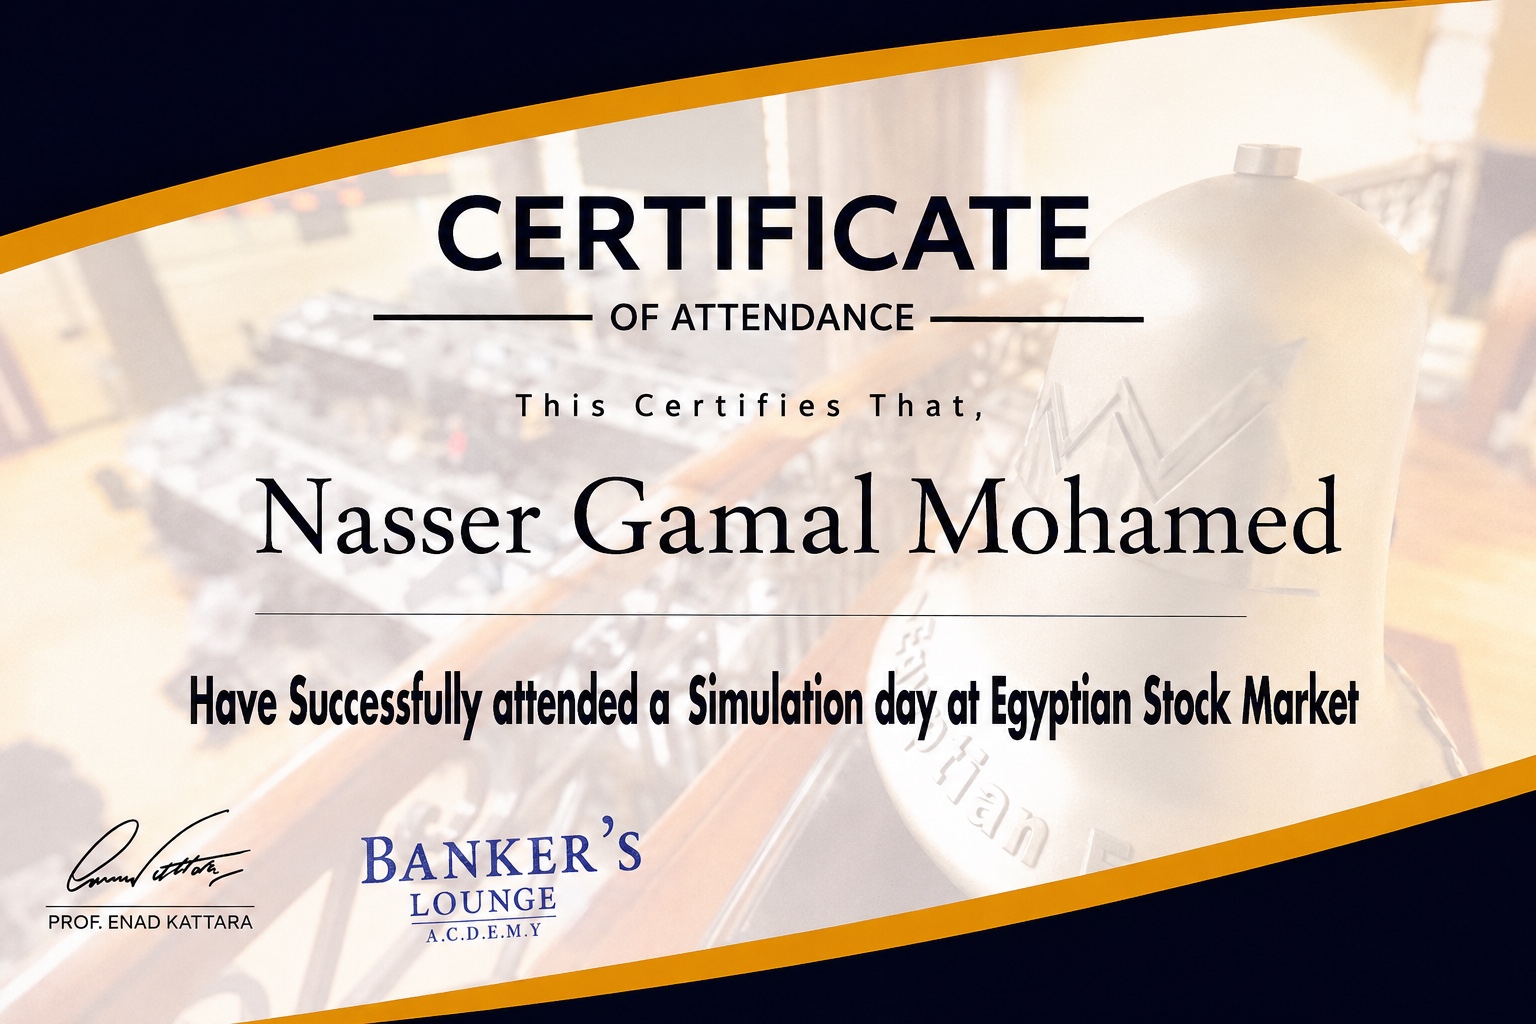 CERTIFICATE
OF ATTENDANCE
This Certifies That,
Nasser Gamal Mohamed
Have Successfully attended a Simulation day at Egyptian Stock Market
Egyptian E
PROF. ENAD KATTARA
BANKER'S
LOUNGE
A.C.D.E.M.Y